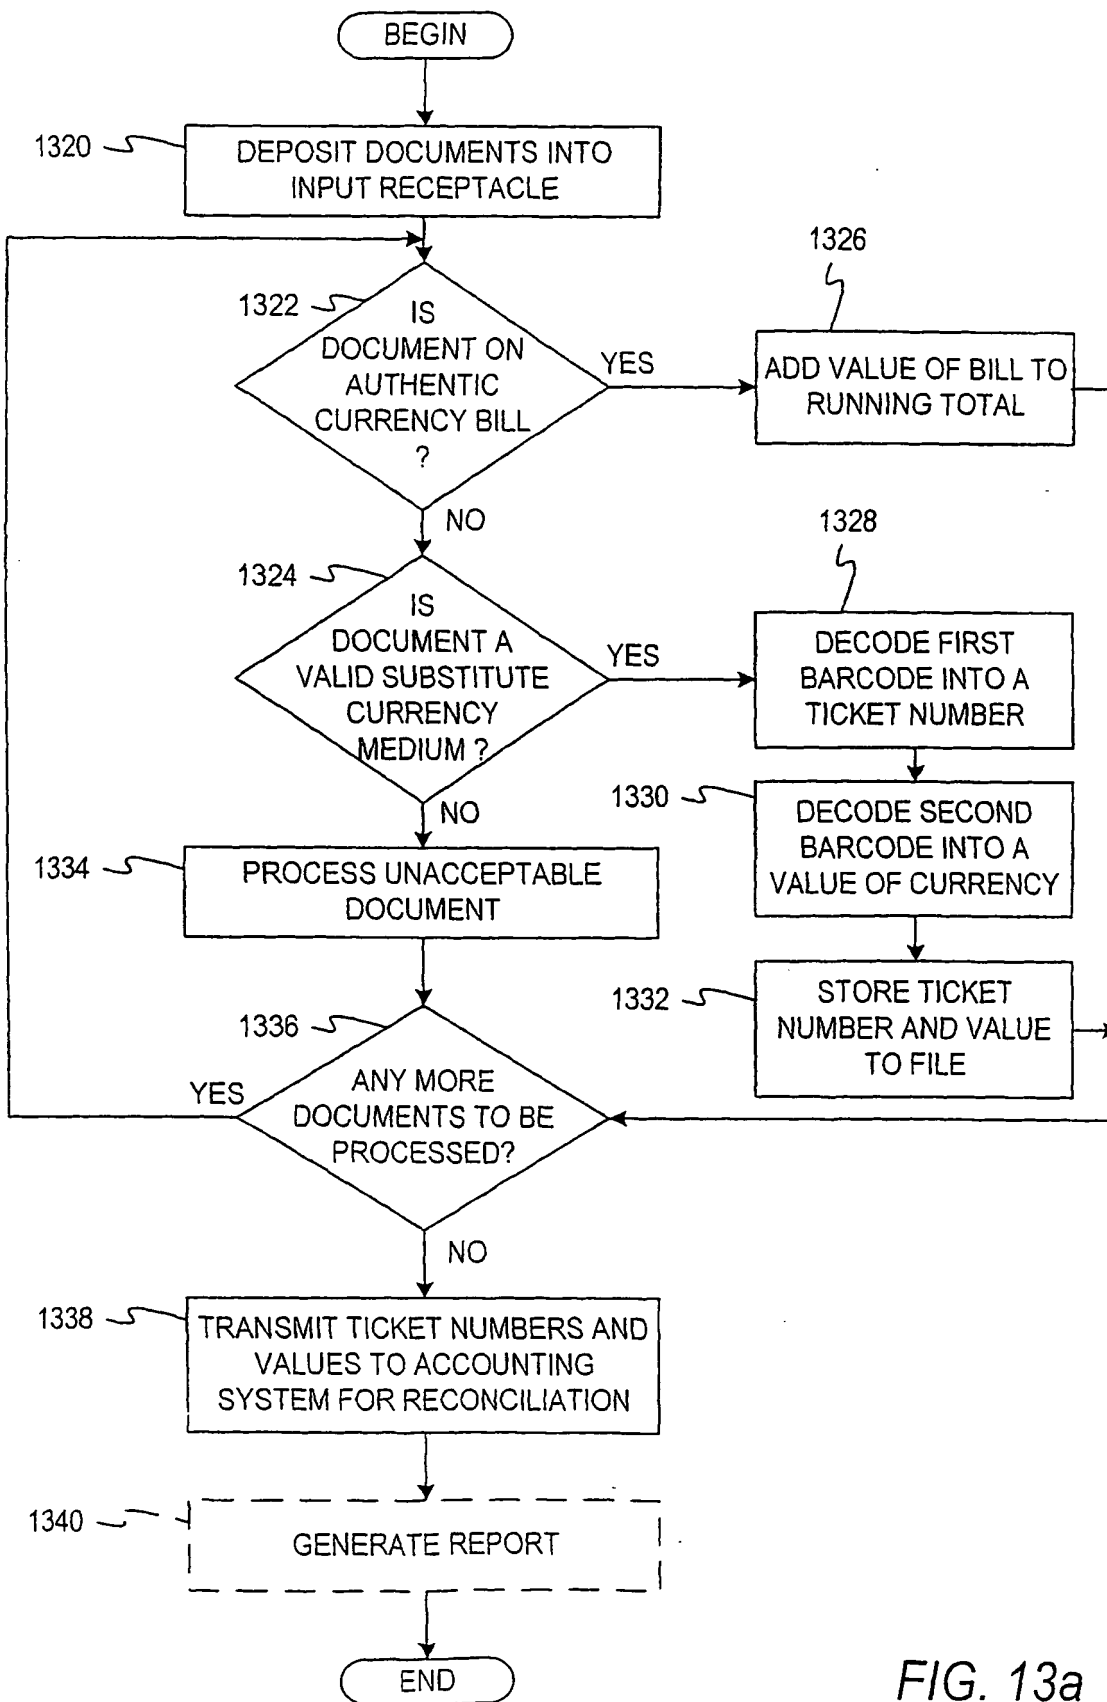 BEGIN
1320
DEPOSIT DOCUMENTS INTO
INPUT RECEPTACLE
1322
IS
DOCUMENT ON
AUTHENTIC
CURRENCY BILL
?
YES
1326
ADD VALUE OF BILL TO
RUNNING TOTAL
NO
1324
IS
DOCUMENT A
VALID SUBSTITUTE
CURRENCY
MEDIUM ?
YES
1328
DECODE FIRST
BARCODE INTO A
TICKET NUMBER
1330
DECODE SECOND
BARCODE INTO A
VALUE OF CURRENCY
1332
STORE TICKET
NUMBER AND VALUE
TO FILE
NO
1334
PROCESS UNACCEPTABLE
DOCUMENT
1336
YES
ANY MORE
DOCUMENTS TO BE
PROCESSED?
NO
1338
TRANSMIT TICKET NUMBERS AND
VALUES TO ACCOUNTING
SYSTEM FOR RECONCILIATION
1340
GENERATE REPORT
END
FIG. 13a